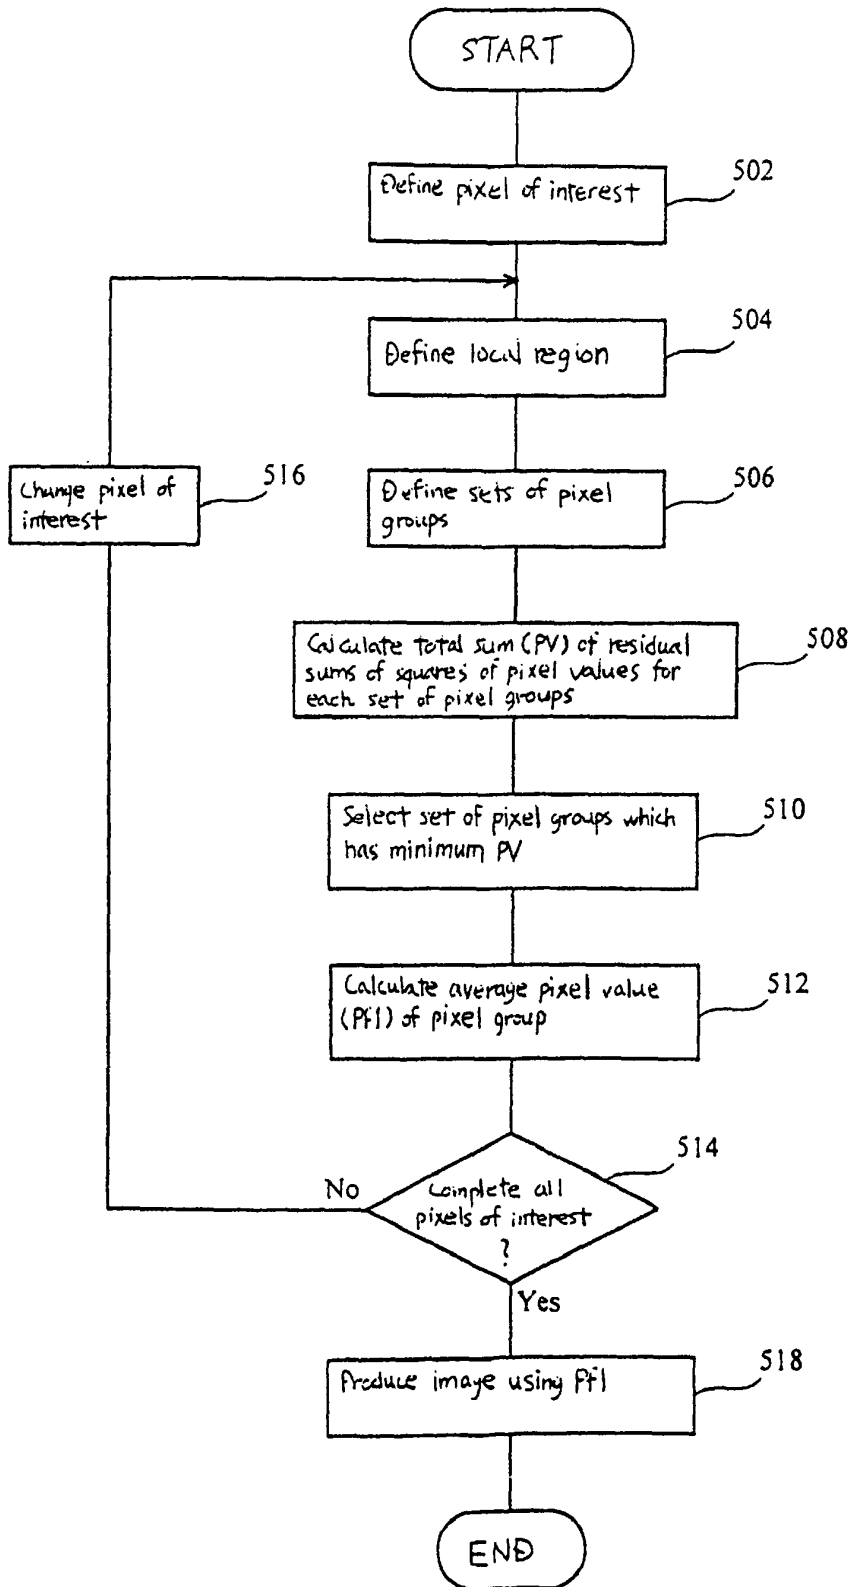 START
Define pixel of interest
502
Define local region
504
Change pixel of
interest
516
Define sets of pixel
groups
506
Calculate total sum (PV) of residual
sums of squares of pixel values for
each set of pixel groups
508
Select set of pixel groups which
has minimum PV
510
Calculate average pixel value
(Pf1) of pixel group
512
Complete all
pixels of interest
?
514
No
Yes
Produce image using Pf1
518
END